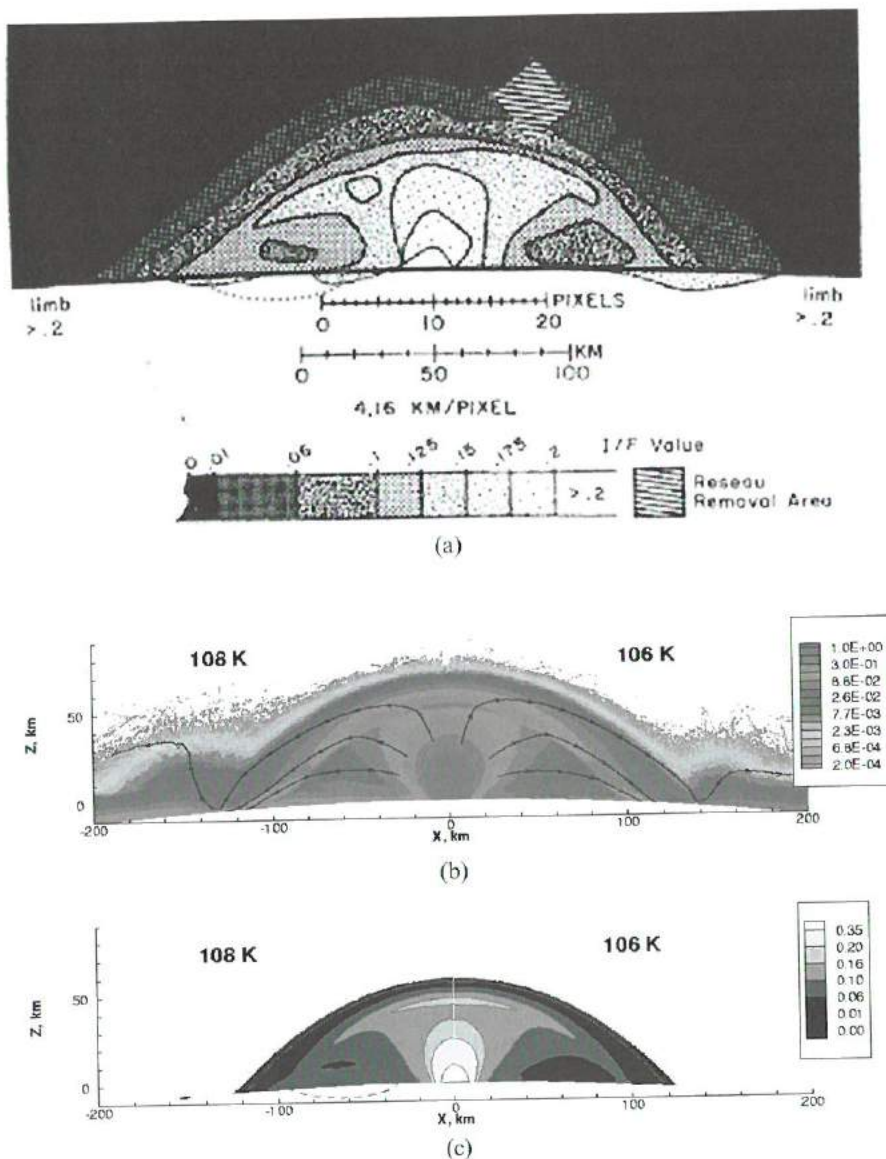 limb
> .2
limb
> .2
PIXELS
0 10 20
KM
0 50 100
4.16 KM/PIXEL
0 .01 .06 .1 .125 .15 .175 .2
I/F Value
>.2
Reseau
Removal Area
(a)
108 K
106 K
Z, km
50
0
-200 -100 0 100 200
X, km
1.0E+00
3.0E-01
8.8E-02
2.6E-02
7.7E-03
2.3E-03
6.8E-04
2.0E-04
(b)
108 K
106 K
Z, km
50
0
-200 -100 0 100 200
X, km
0.35
0.20
0.16
0.10
0.06
0.01
0.00
(c)